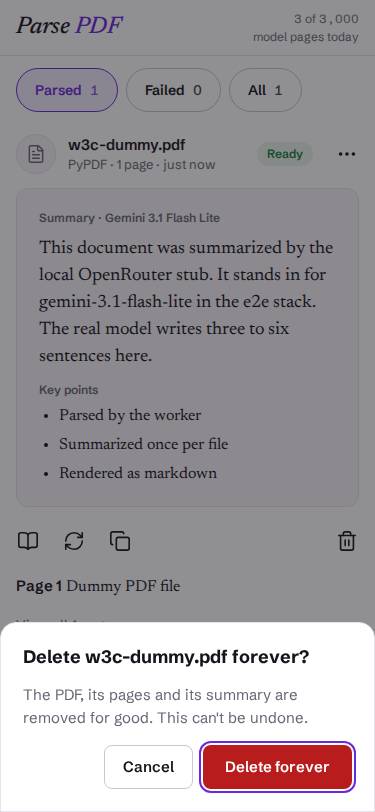 Parse PDF
3 of 3,000
model pages today
Parsed 1
Failed 0
All 1
w3c-dummy.pdf
PyPDF · 1 page · just now
Ready
Summary · Gemini 3.1 Flash Lite
This document was summarized by the
local OpenRouter stub. It stands in for
gemini-3.1-flash-lite in the e2e stack.
The real model writes three to six
sentences here.
Key points
• Parsed by the worker
• Summarized once per file
• Rendered as markdown
Page 1 Dummy PDF file
Delete w3c-dummy.pdf forever?
The PDF, its pages and its summary are
removed for good. This can't be undone.
Cancel
Delete forever